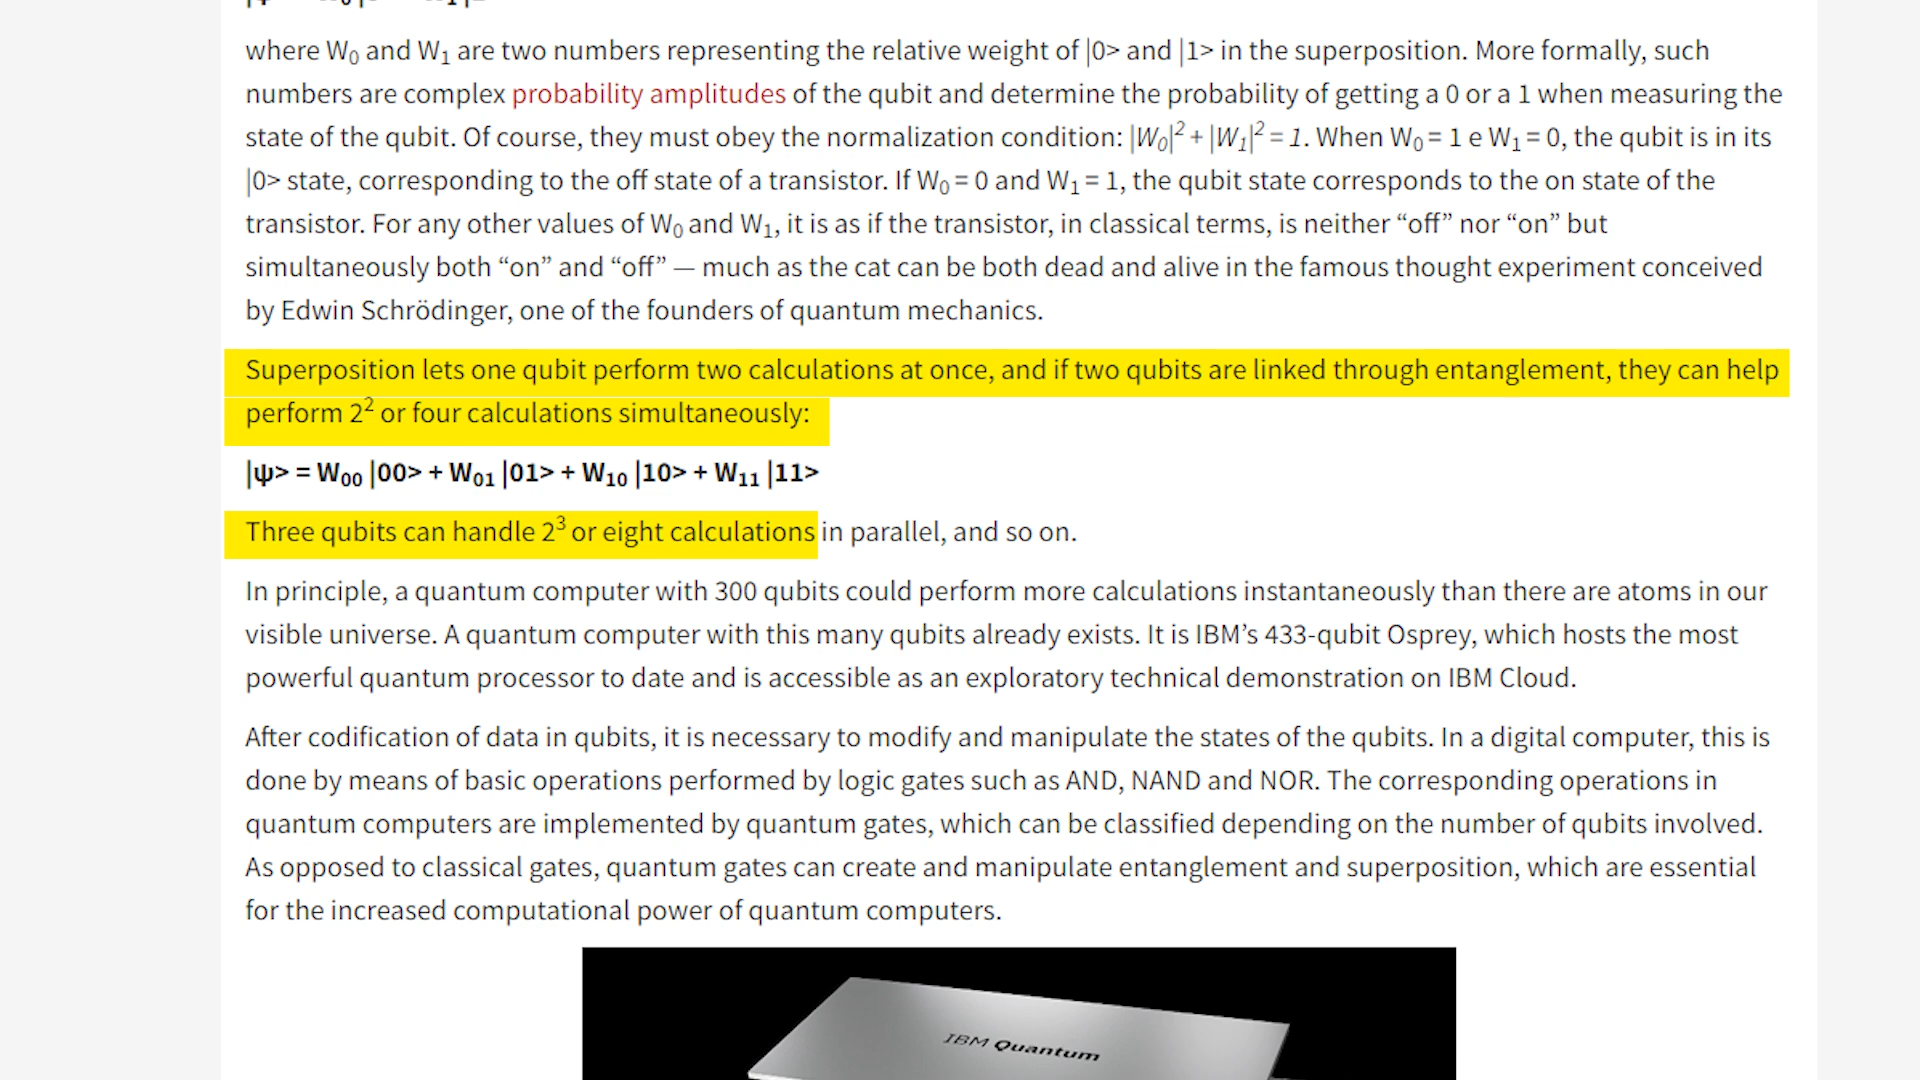 where W₀ and W₁ are two numbers representing the relative weight of |0> and |1> in the superposition. More formally, such
numbers are complex probability amplitudes of the qubit and determine the probability of getting a 0 or a 1 when measuring the
state of the qubit. Of course, they must obey the normalization condition: |W₀|² + |W₁|² = 1. When W₀ = 1 e W₁ = 0, the qubit is in its
|0> state, corresponding to the off state of a transistor. If W₀ = 0 and W₁ = 1, the qubit state corresponds to the on state of the
transistor. For any other values of W₀ and W₁, it is as if the transistor, in classical terms, is neither “off” nor “on” but
simultaneously both “on” and “off” — much as the cat can be both dead and alive in the famous thought experiment conceived
by Edwin Schrödinger, one of the founders of quantum mechanics.
Superposition lets one qubit perform two calculations at once, and if two qubits are linked through entanglement, they can help
perform 2² or four calculations simultaneously:
|ψ> = W₀₀ |00> + W₀₁ |01> + W₁₀ |10> + W₁₁ |11>
Three qubits can handle 2³ or eight calculations in parallel, and so on.
In principle, a quantum computer with 300 qubits could perform more calculations instantaneously than there are atoms in our
visible universe. A quantum computer with this many qubits already exists. It is IBM’s 433-qubit Osprey, which hosts the most
powerful quantum processor to date and is accessible as an exploratory technical demonstration on IBM Cloud.
After codification of data in qubits, it is necessary to modify and manipulate the states of the qubits. In a digital computer, this is
done by means of basic operations performed by logic gates such as AND, NAND and NOR. The corresponding operations in
quantum computers are implemented by quantum gates, which can be classified depending on the number of qubits involved.
As opposed to classical gates, quantum gates can create and manipulate entanglement and superposition, which are essential
for the increased computational power of quantum computers.
IBM Quantum